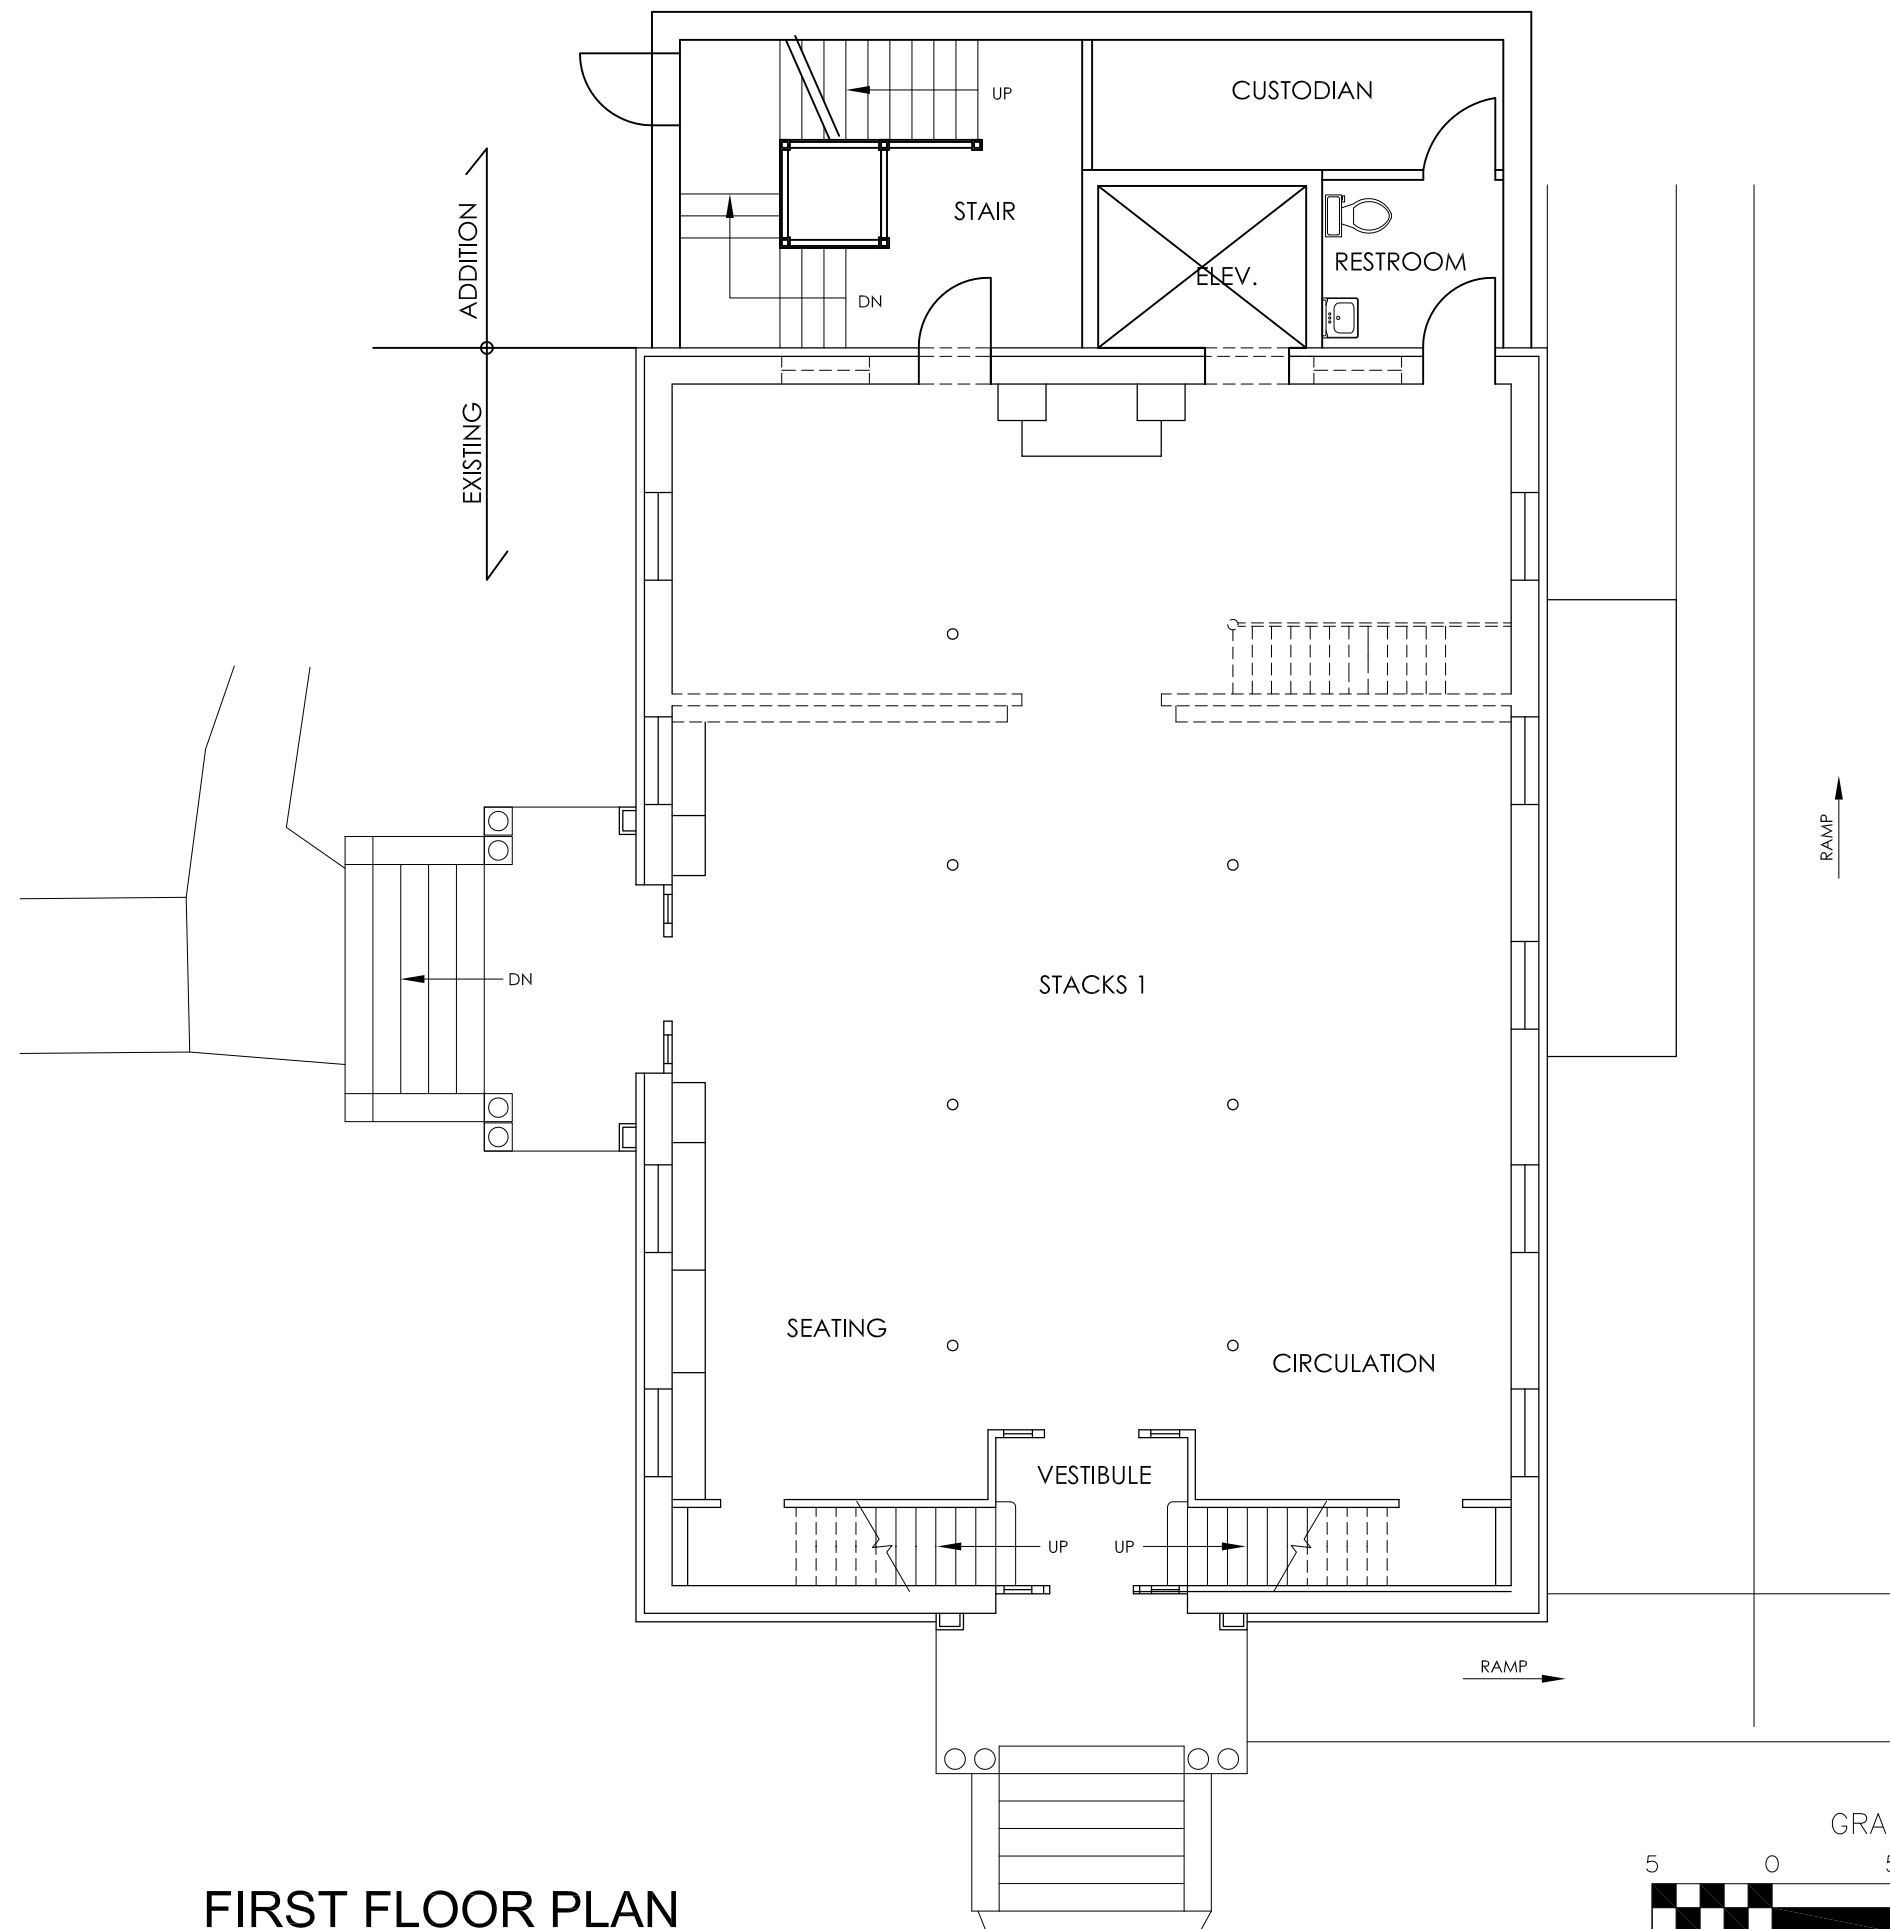 UP
CUSTODIAN
STAIR
ADDITION
RESTROOM
ELEV.
DN
EXISTING
RAMP
DN
STACKS 1
SEATING
CIRCULATION
VESTIBULE
UP
UP
RAMP
GRA
5 0 5
FIRST FLOOR PLAN